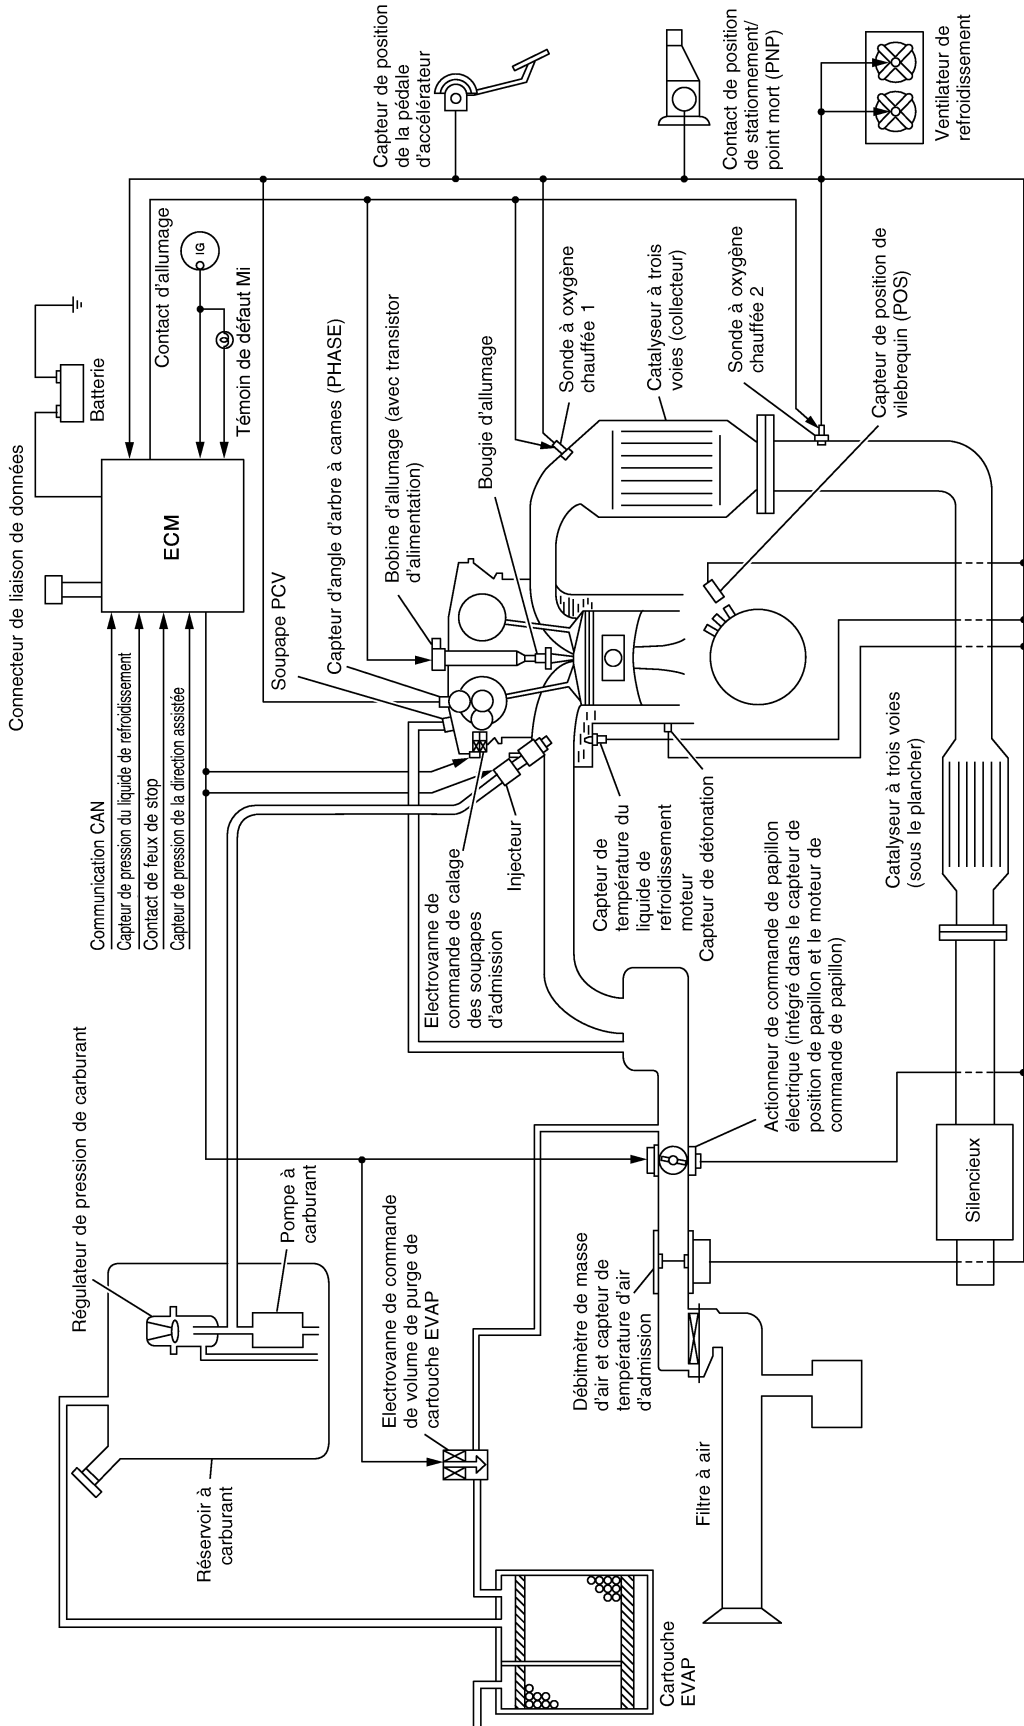 Connecteur de liaison de données
Batterie
Contact d'allumage
IG
Témoin de défaut Mi
ECM
Communication CAN
Capteur de pression du liquide de refroidissement
Contact de feux de stop
Capteur de pression de la direction assistée
Capteur de position
de la pédale
d'accélérateur
Contact de position
de stationnement/
point mort (PNP)
Ventilateur de
refroidissement
Soupape PCV
Capteur d'angle d'arbre à cames (PHASE)
Bobine d'allumage (avec transistor
d'alimentation)
Bougie d'allumage
Sonde à oxygène
chauffée 1
Catalyseur à trois
voies (collecteur)
Sonde à oxygène
chauffée 2
Capteur de position de
vilebrequin (POS)
Régulateur de pression de carburant
Pompe à
carburant
Réservoir à
carburant
Electrovanne de commande
de volume de purge de
cartouche EVAP
Electrovanne de
commande de calage
des soupapes
d'admission
Injecteur
Capteur de
température du
liquide de
refroidissement
moteur
Capteur de détonation
Actionneur de commande de papillon
électrique (intégré dans le capteur de
position de papillon et le moteur de
commande de papillon)
Catalyseur à trois voies
(sous le plancher)
Débitmètre de masse
d'air et capteur de
température d'air
d'admission
Silencieux
Filtre à air
Cartouche
EVAP